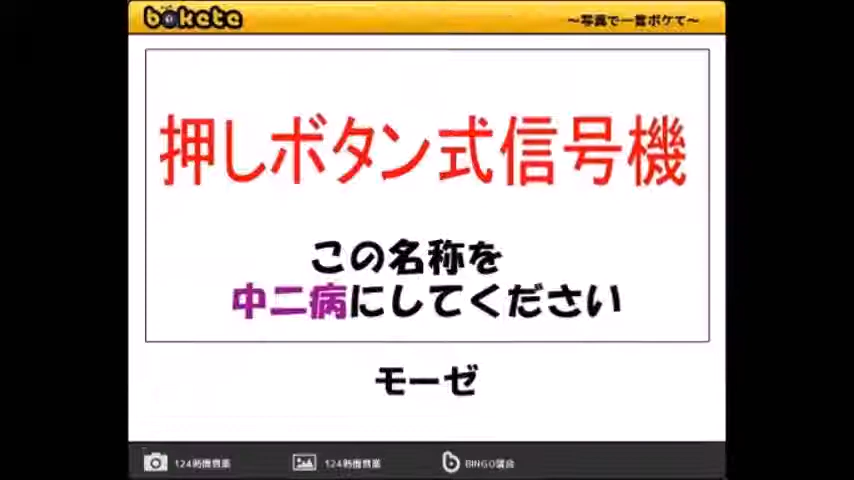 bokete
〜写真で一言ボケて〜
押しボタン式信号機
この名称を
中二病にしてください
モーゼ